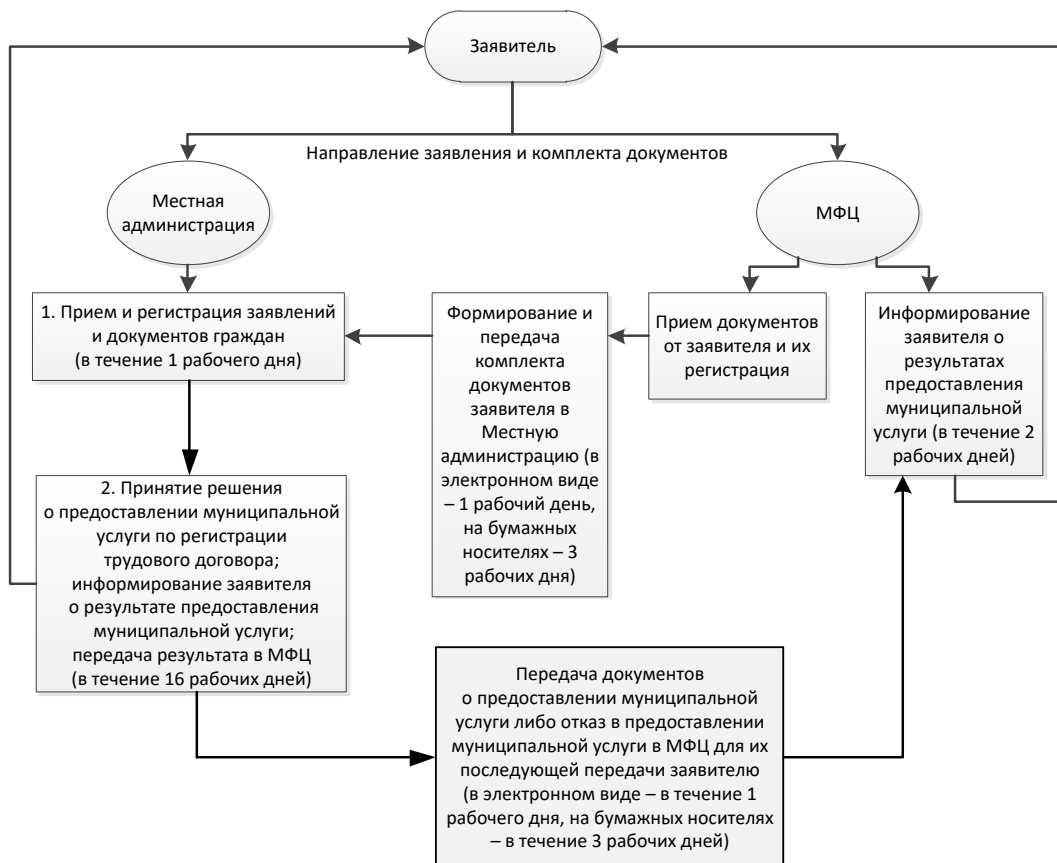 Заявитель
Направление заявления и комплекта документов
Местная
администрация
МФЦ
1. Прием и регистрация заявлений
и документов граждан
(в течение 1 рабочего дня)
Формирование и
передача
комплекта
документов
заявителя в
Местную
администрацию (в
электронном виде
– 1 рабочий день,
на бумажных
носителях – 3
рабочих дня)
Прием документов
от заявителя и их
регистрация
Информирование
заявителя о
результатах
предоставления
муниципальной
услуги (в течение 2
рабочих дней)
2. Принятие решения
о предоставлении муниципальной
услуги по регистрации
трудового договора;
информирование заявителя
о результате предоставления
муниципальной услуги;
передача результата в МФЦ
(в течение 16 рабочих дней)
Передача документов
о предоставлении муниципальной
услуги либо отказ в предоставлении
муниципальной услуги в МФЦ для их
последующей передачи заявителю
(в электронном виде – в течение 1
рабочего дня, на бумажных носителях
– в течение 3 рабочих дней)